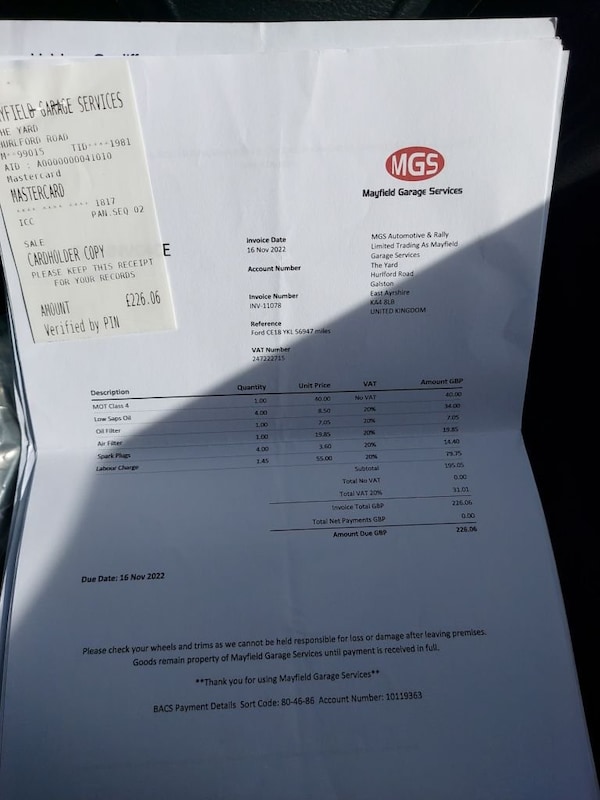 MAYFIELD GARAGE SERVICES
THE YARD
HURLFORD ROAD
M**99015 TID****1981
AID : A0000000041010
Mastercard
MASTERCARD
**** **** **** 1817
ICC PAN.SEQ 02
SALE
CARDHOLDER COPY
PLEASE KEEP THIS RECEIPT
FOR YOUR RECORDS
AMOUNT £226.06
Verified by PIN
E
MGS
Mayfield Garage Services
Invoice Date
16 Nov 2022
Account Number
Invoice Number
INV-11078
Reference
Ford CE18 YKL 56947 miles
VAT Number
247222715
MGS Automotive & Rally
Limited Trading As Mayfield
Garage Services
The Yard
Hurlford Road
Galston
East Ayrshire
KA4 8LB
UNITED KINGDOM
Description Quantity Unit Price VAT Amount GBP
MOT Class 4 1.00 40.00 No VAT 40.00
Low Saps Oil 4.00 8.50 20% 34.00
Oil Filter 1.00 7.05 20% 7.05
Air Filter 1.00 19.85 20% 19.85
Spark Plugs 4.00 3.60 20% 14.40
Labour Charge 1.45 55.00 20% 79.75
Subtotal 195.05
Total No VAT 0.00
Total VAT 20% 31.01
Invoice Total GBP 226.06
Total Net Payments GBP 0.00
Amount Due GBP 226.06
Due Date: 16 Nov 2022
Please check your wheels and trims as we cannot be held responsible for loss or damage after leaving premises.
Goods remain property of Mayfield Garage Services until payment is received in full.
**Thank you for using Mayfield Garage Services**
BACS Payment Details Sort Code: 80-46-86 Account Number: 10119363